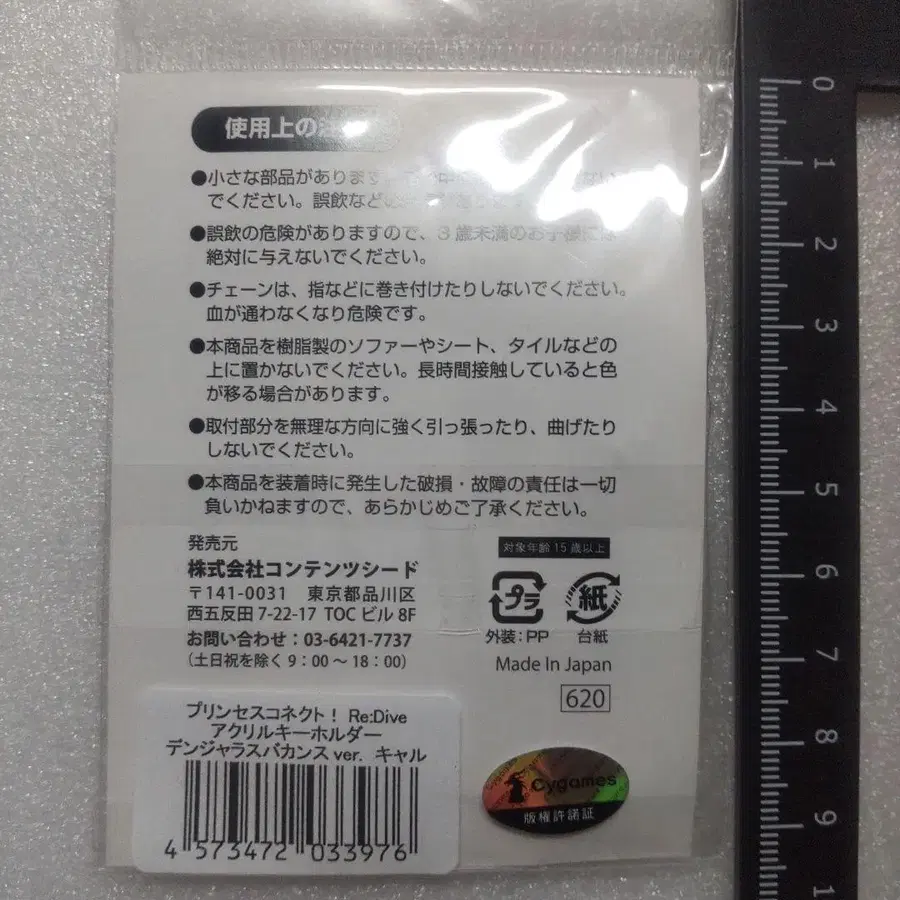 使用上の注
●小さな部品があります
でください。誤飲など
●誤飲の危険がありますので、3歳未満のお子様には
絶対に与えないでください。
●チェーンは、指などに巻き付けたりしないでください。
血が通わなくなり危険です。
●本商品を樹脂製のソファーやシート、タイルなどの
上に置かないでください。長時間接触していると色
が移る場合があります。
●取付部分を無理な方向に強く引っ張ったり、曲げたり
しないでください。
●本商品を装着時に発生した破損・故障の責任は一切
負いかねますので、あらかじめご了承ください。
発売元
株式会社コンテンツシード
〒141-0031 東京都品川区
西五反田 7-22-17 TOC ビル 8F
お問い合わせ：03-6421-7737
(土日祝を除く 9：00 ～ 18：00)
対象年齢 15 歳以上
プラ
紙
外装：PP
台紙
Made In Japan
620
プリンセスコネクト！ Re:Dive
アクリルキーホルダー
デンジャラスバカンス ver. キャル
4 573472 033976
Cygames
版権許諾証
0
1
2
3
4
5
6
7
8
9